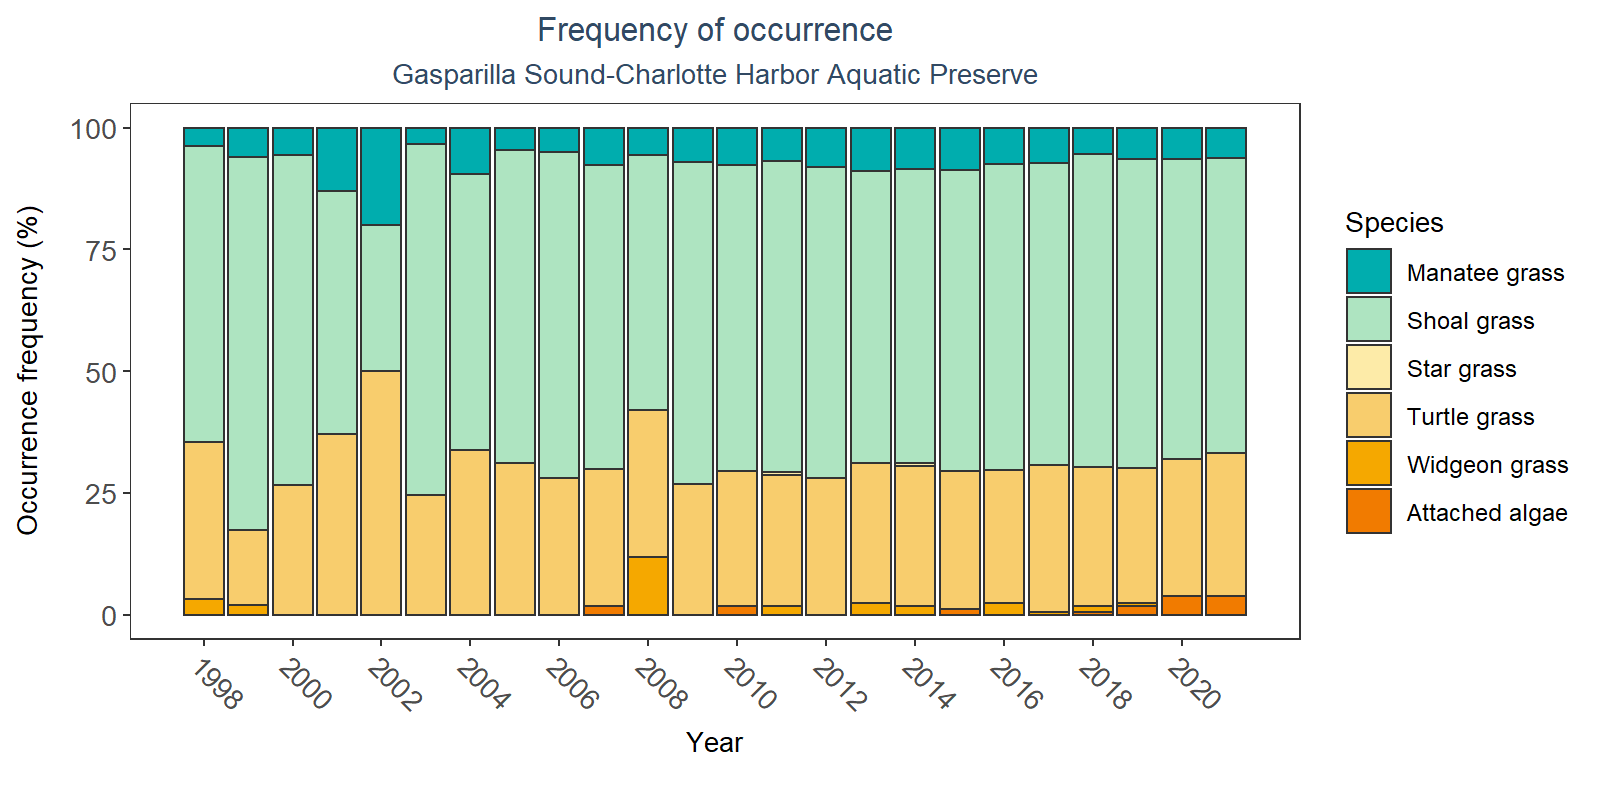 Frequency of occurrence
Gasparilla Sound-Charlotte Harbor Aquatic Preserve
Occurrence frequency (%)
100
75
50
25
0
1998
2000
2002
2004
2006
2008
2010
2012
2014
2016
2018
2020
Year
Species
Manatee grass
Shoal grass
Star grass
Turtle grass
Widgeon grass
Attached algae